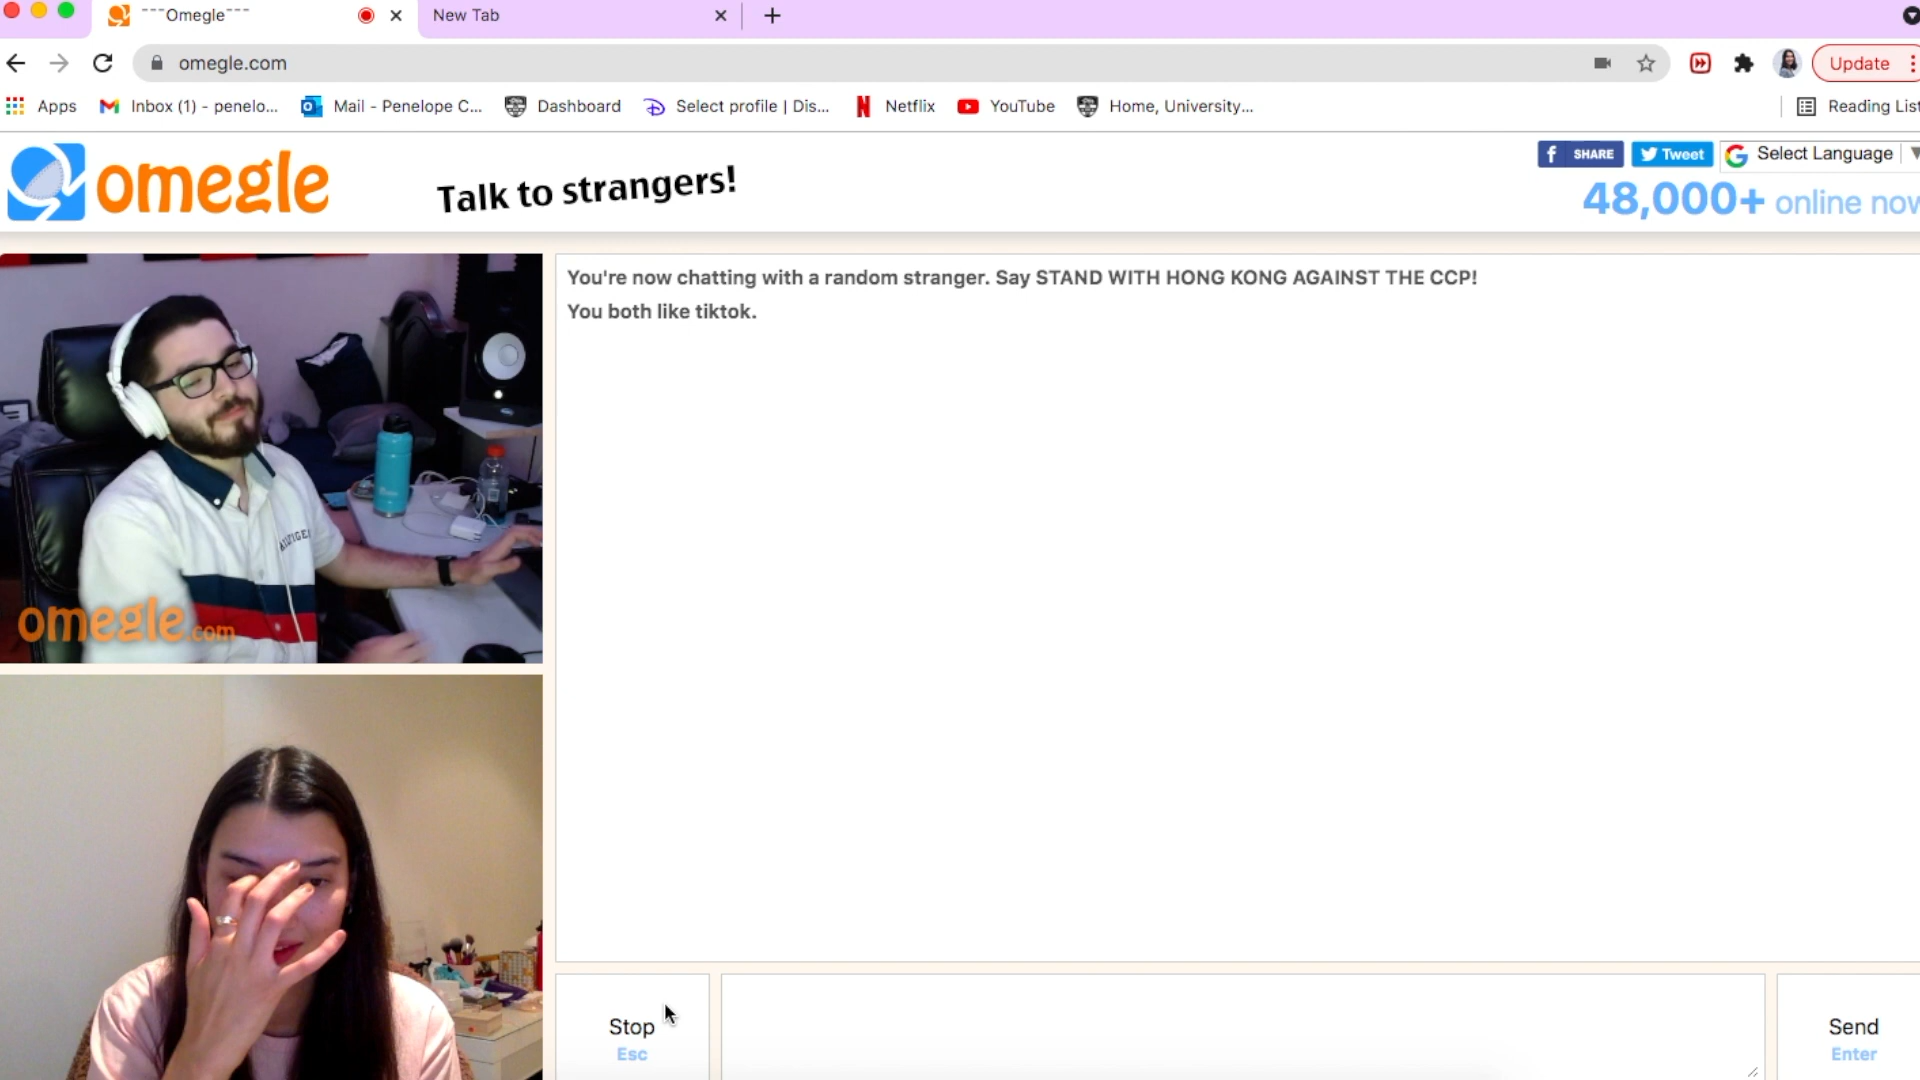 ˜˜˜Omegle˜˜˜
New Tab
omegle.com
Update
Apps
Inbox (1) - penelo...
Mail - Penelope C...
Dashboard
Select profile | Dis...
Netflix
YouTube
Home, University...
Reading List
omegle
Talk to strangers!
f SHARE
Tweet
G Select Language
48,000+ online now
You're now chatting with a random stranger. Say STAND WITH HONG KONG AGAINST THE CCP!
You both like tiktok.
omegle.com
Stop
Esc
Send
Enter